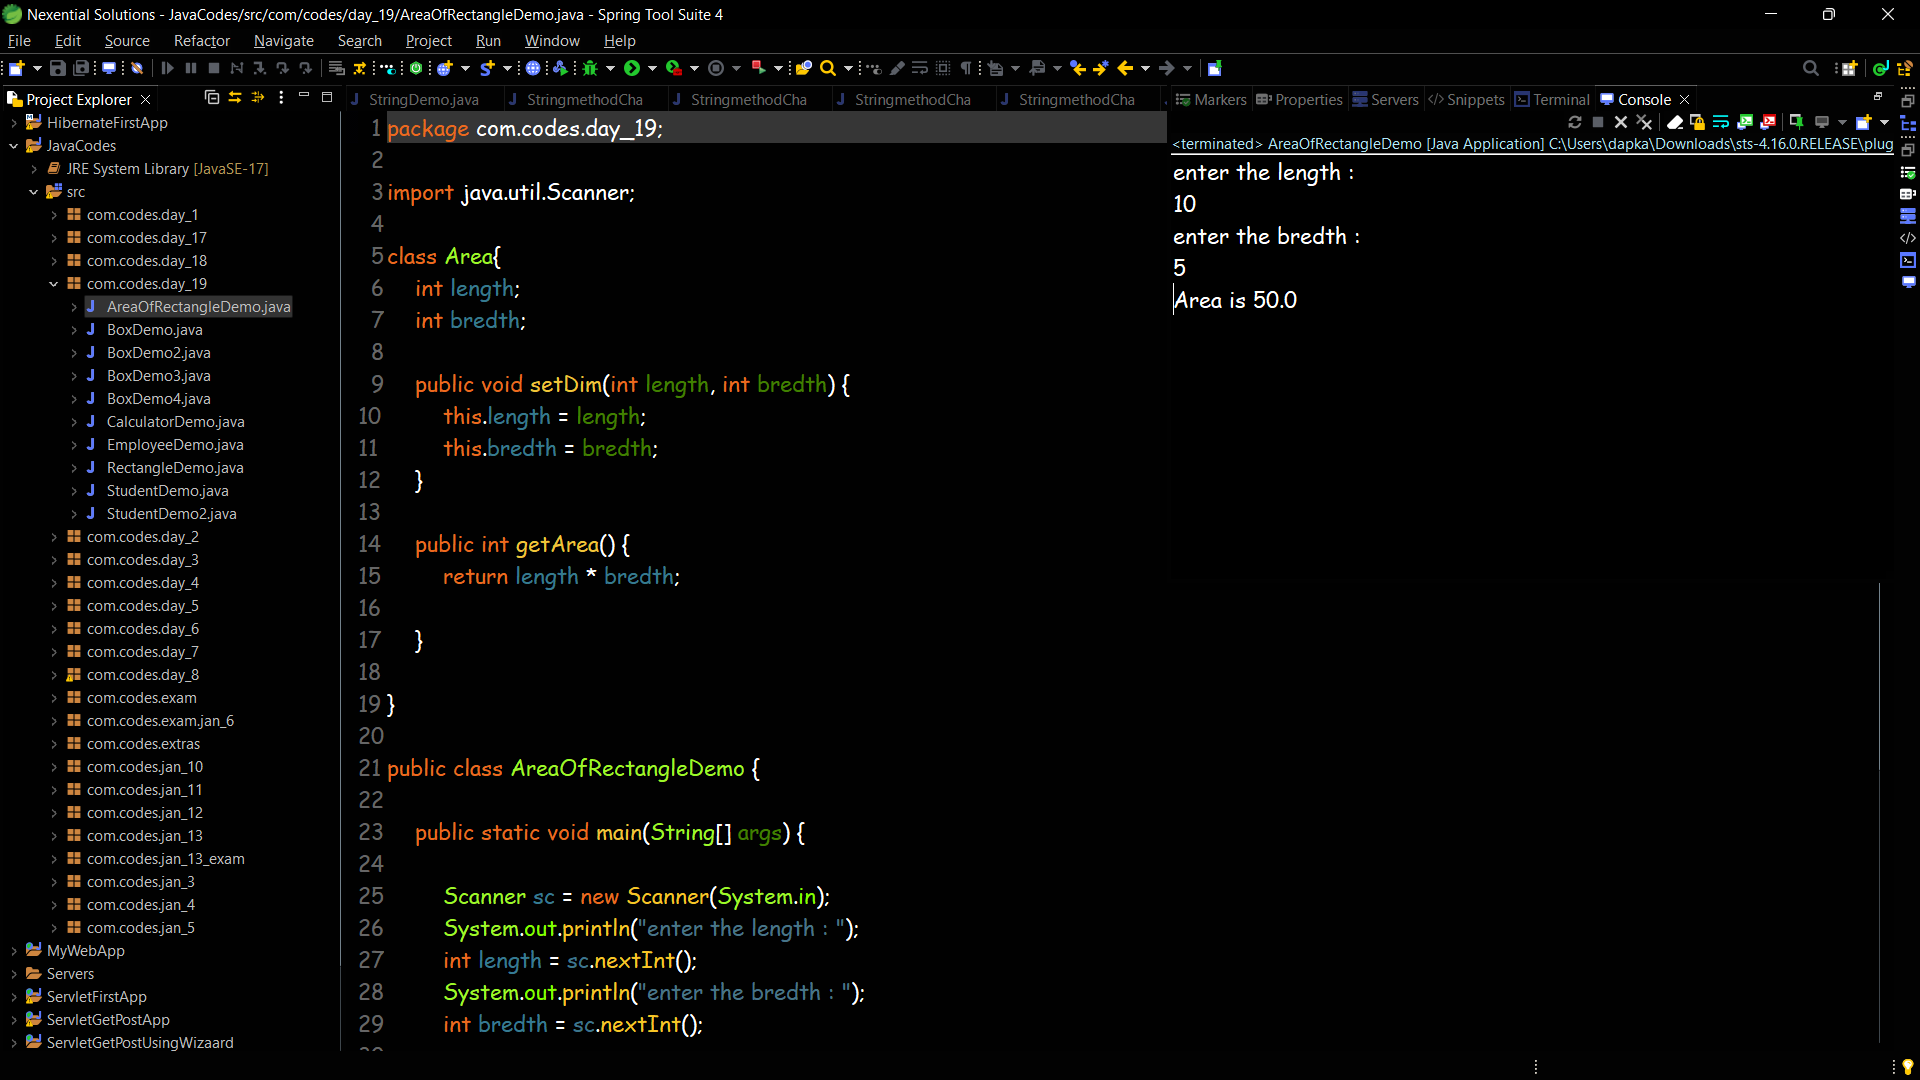 Nexential Solutions - JavaCodes/src/com/codes/day_19/AreaOfRectangleDemo.java - Spring Tool Suite 4
File Edit Source Refactor Navigate Search Project Run Window Help
Project Explorer
HibernateFirstApp
JavaCodes
JRE System Library [JavaSE-17]
src
com.codes.day_1
com.codes.day_17
com.codes.day_18
com.codes.day_19
AreaOfRectangleDemo.java
BoxDemo.java
BoxDemo2.java
BoxDemo3.java
BoxDemo4.java
CalculatorDemo.java
EmployeeDemo.java
RectangleDemo.java
StudentDemo.java
StudentDemo2.java
com.codes.day_2
com.codes.day_3
com.codes.day_4
com.codes.day_5
com.codes.day_6
com.codes.day_7
com.codes.day_8
com.codes.exam
com.codes.exam.jan_6
com.codes.extras
com.codes.jan_10
com.codes.jan_11
com.codes.jan_12
com.codes.jan_13
com.codes.jan_13_exam
com.codes.jan_3
com.codes.jan_4
com.codes.jan_5
MyWebApp
Servers
ServletFirstApp
ServletGetPostApp
ServletGetPostUsingWizaard
StringDemo.java StringmethodCha StringmethodCha StringmethodCha StringmethodCha
1 package com.codes.day_19;
2
3 import java.util.Scanner;
4
5 class Area{
6 int length;
7 int bredth;
8
9 public void setDim(int length, int bredth) {
10 this.length = length;
11 this.bredth = bredth;
12 }
13
14 public int getArea() {
15 return length * bredth;
16
17 }
18
19 }
20
21 public class AreaOfRectangleDemo {
22
23 public static void main(String[] args) {
24
25 Scanner sc = new Scanner(System.in);
26 System.out.println("enter the length : ");
27 int length = sc.nextInt();
28 System.out.println("enter the bredth : ");
29 int bredth = sc.nextInt();
Markers Properties Servers Snippets Terminal Console
<terminated> AreaOfRectangleDemo [Java Application] C:\Users\dapka\Downloads\sts-4.16.0.RELEASE\plug
enter the length :
10
enter the bredth :
5
Area is 50.0